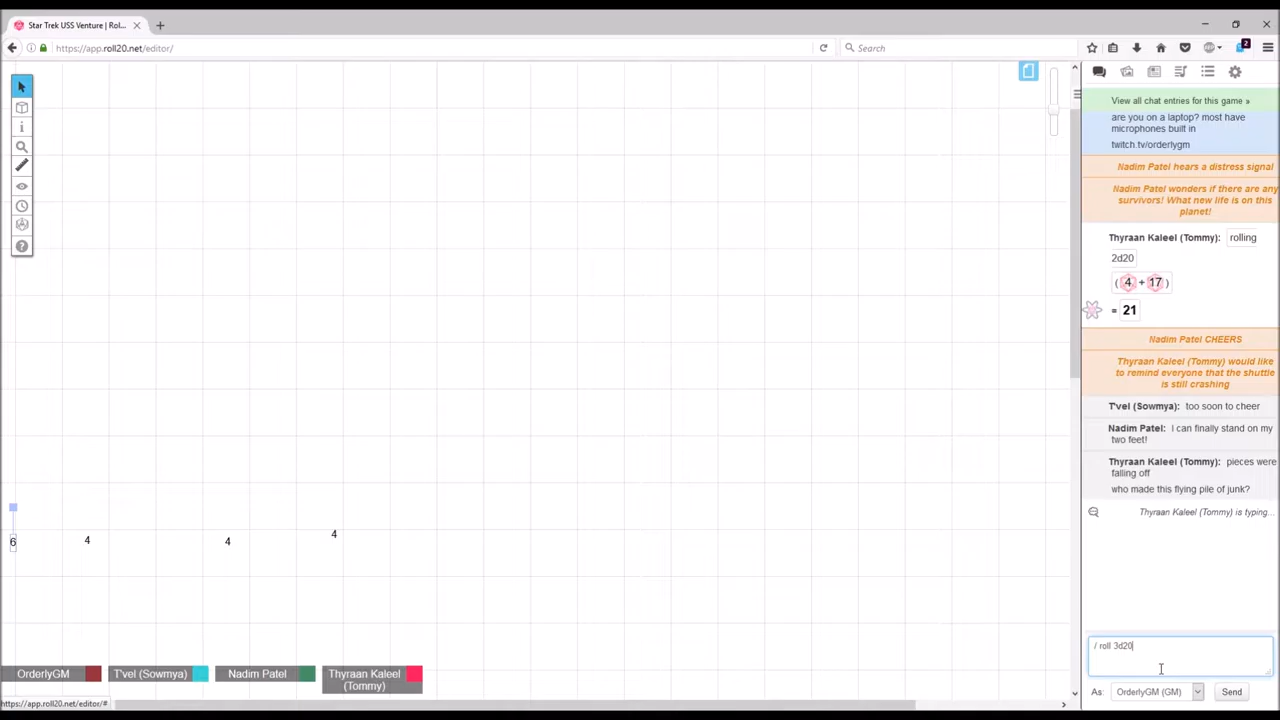 Star Trek USS Venture | Rol...
https://app.roll20.net/editor/
Search
2
View all chat entries for this game »
are you on a laptop? most have
microphones built in
twitch.tv/orderlygm
Nadim Patel hears a distress signal
Nadim Patel wonders if there are any
survivors! What new life is on this
planet!
Thyraan Kaleel (Tommy): rolling
2d20
( 4 + 17 )
= 21
Nadim Patel CHEERS
Thyraan Kaleel (Tommy) would like
to remind everyone that the shuttle
is still crashing
T'vel (Sowmya): too soon to cheer
Nadim Patel: I can finally stand on my
two feet!
Thyraan Kaleel (Tommy): pieces were
falling off
who made this flying pile of junk?
Thyraan Kaleel (Tommy) is typing...
6 4 4 4
/ roll 3d20
OrderlyGM T'vel (Sowmya) Nadim Patel Thyraan Kaleel
(Tommy)
As: OrderlyGM (GM) Send
https://app.roll20.net/editor/#